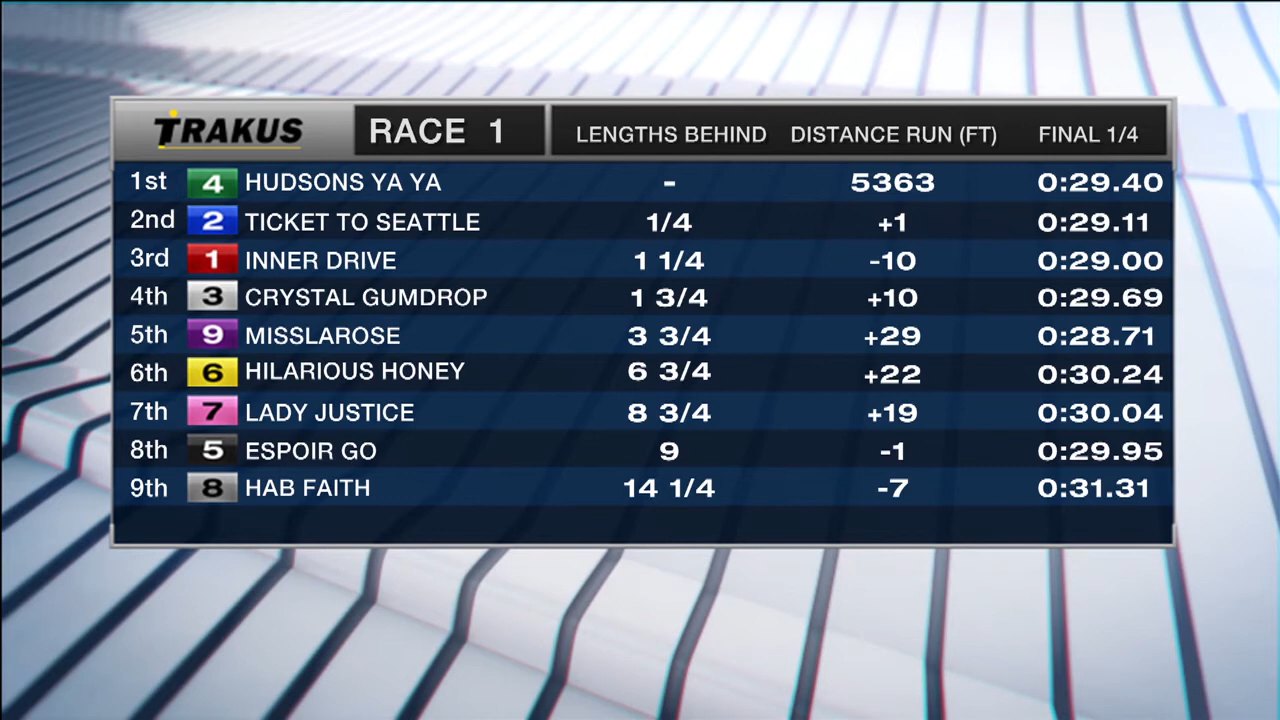 TRAKUS RACE 1 LENGTHS BEHIND DISTANCE RUN (FT) FINAL 1/4
1st 4 HUDSONS YA YA - 5363 0:29.40
2nd 2 TICKET TO SEATTLE 1/4 +1 0:29.11
3rd 1 INNER DRIVE 1 1/4 -10 0:29.00
4th 3 CRYSTAL GUMDROP 1 3/4 +10 0:29.69
5th 9 MISSLAROSE 3 3/4 +29 0:28.71
6th 6 HILARIOUS HONEY 6 3/4 +22 0:30.24
7th 7 LADY JUSTICE 8 3/4 +19 0:30.04
8th 5 ESPOIR GO 9 -1 0:29.95
9th 8 HAB FAITH 14 1/4 -7 0:31.31